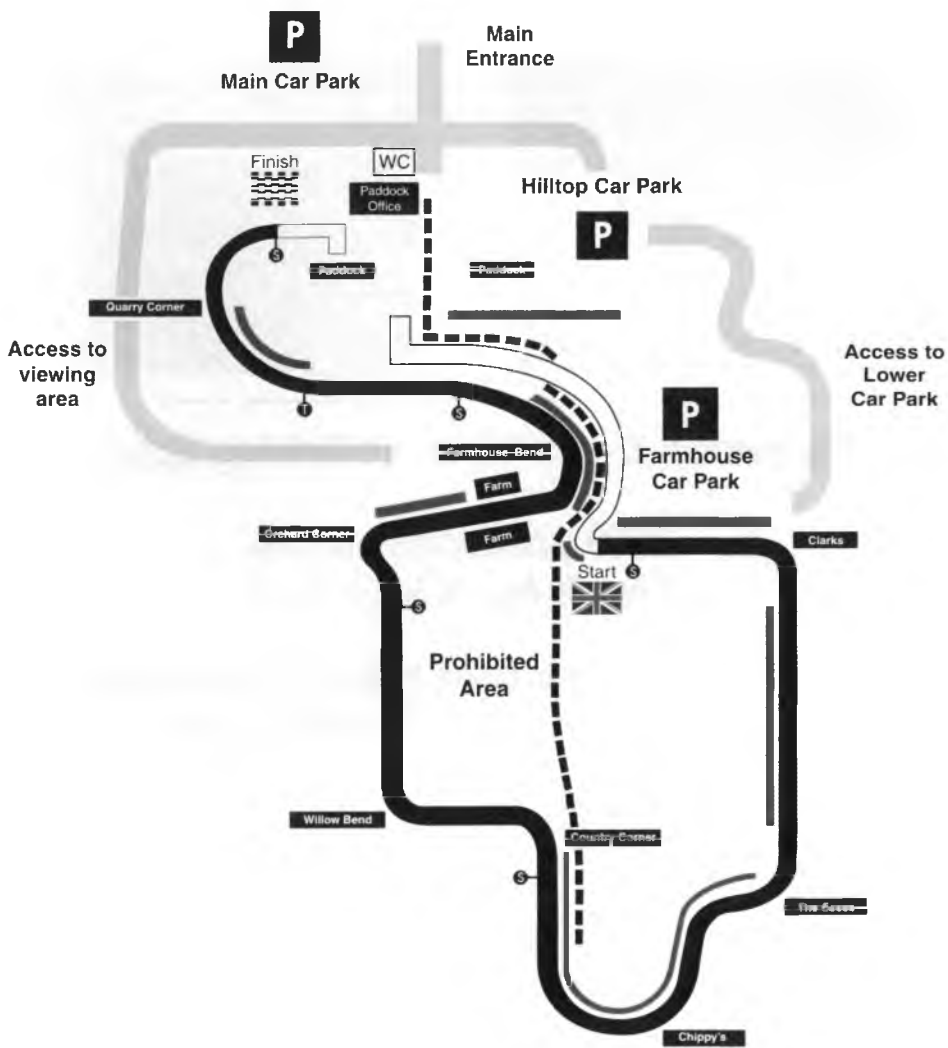 P
Main Car Park
Main
Entrance
Finish
WC
Paddock
Office
Hilltop Car Park
P
S
Paddock
Paddock
Quarry Corner
Access to
viewing
area
Access to
Lower
Car Park
T
S
P
Farmhouse
Car Park
Farmhouse Bend
Farm
Farm
Orchard Corner
Clarks
Start
S
S
Prohibited
Area
Willow Bend
Country Corner
S
The Esses
Chippy's